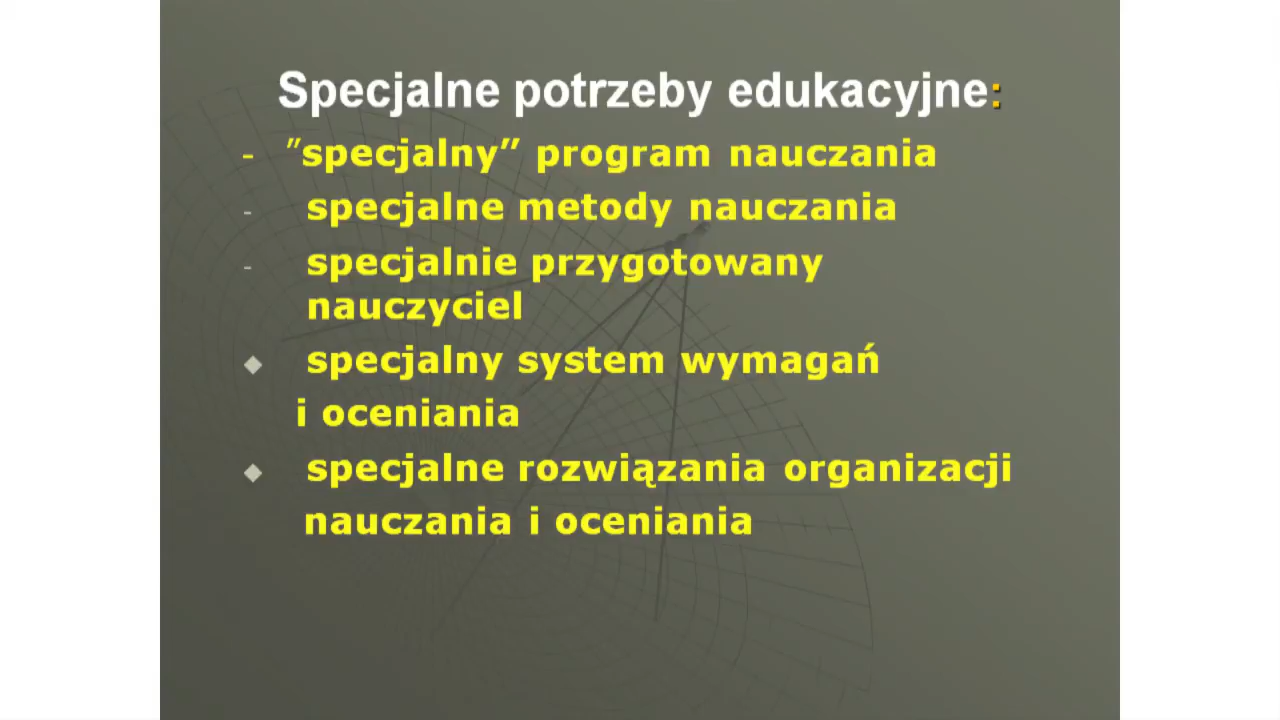 Specjalne potrzeby edukacyjne:
- ”specjalny” program nauczania
- specjalne metody nauczania
- specjalnie przygotowany
nauczyciel
◆ specjalny system wymagań
i oceniania
◆ specjalne rozwiązania organizacji
nauczania i oceniania